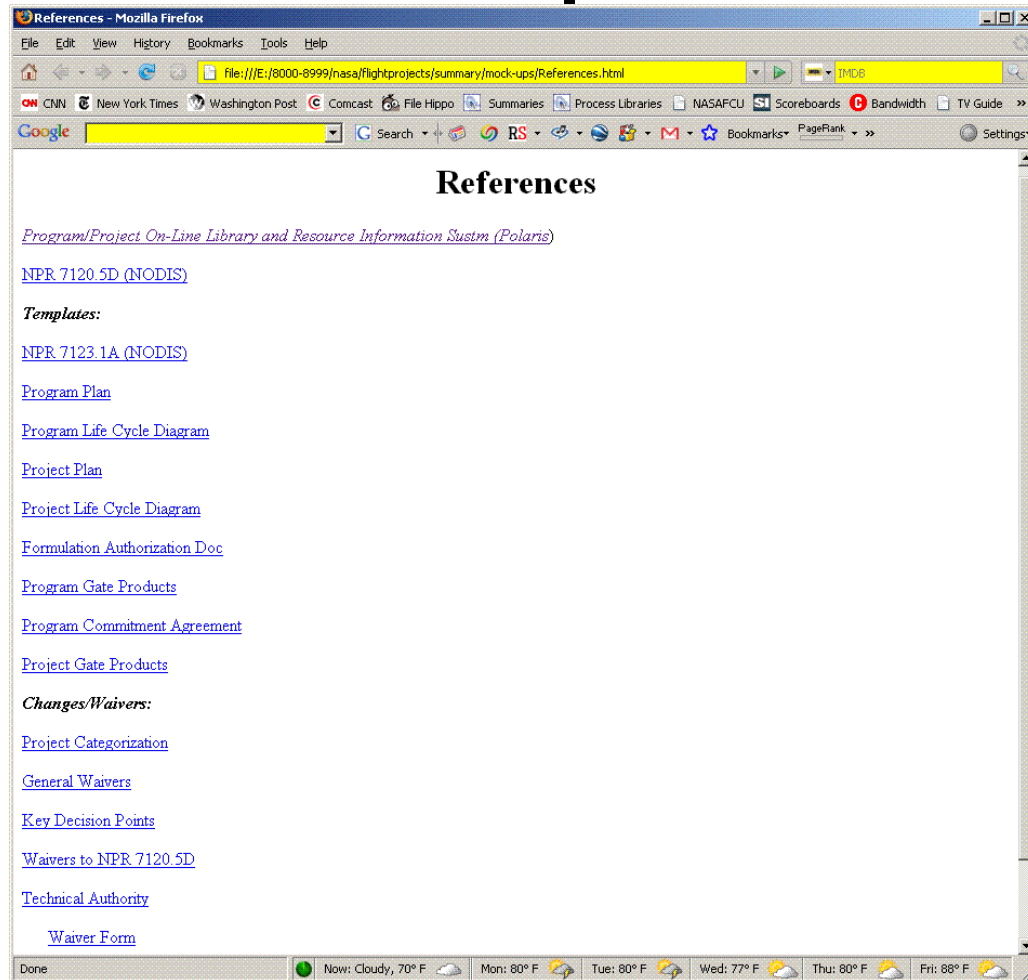 References - Mozilla Firefox
File Edit View History Bookmarks Tools Help
file:///E:/8000-8999/nasa/flightprojects/summary/mock-ups/References.html IMDB
CNN New York Times Washington Post Comcast File Hippo Summaries Process Libraries NASAFCU Scoreboards Bandwidth TV Guide »
Google G Search RS Bookmarks PageRank » Settings
References
Program/Project On-Line Library and Resource Information Sustm (Polaris)
NPR 7120.5D (NODIS)
Templates:
NPR 7123.1A (NODIS)
Program Plan
Program Life Cycle Diagram
Project Plan
Project Life Cycle Diagram
Formulation Authorization Doc
Program Gate Products
Program Commitment Agreement
Project Gate Products
Changes/Waivers:
Project Categorization
General Waivers
Key Decision Points
Waivers to NPR 7120.5D
Technical Authority
Waiver Form
Done Now: Cloudy, 70° F Mon: 80° F Tue: 80° F Wed: 77° F Thu: 80° F Fri: 88° F